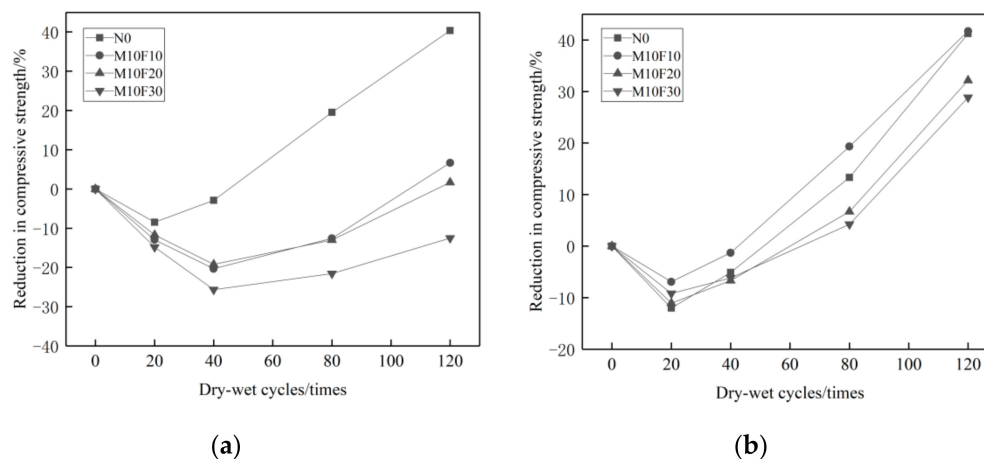 40
30
20
10
0
−10
−20
−30
−40
Reduction in compressive strength/%
N0
M10F10
M10F20
M10F30
0 20 40 60 80 100 120
Dry-wet cycles/times
(a)
40
30
20
10
0
−10
−20
Reduction in compressive strength/%
N0
M10F10
M10F20
M10F30
0 20 40 60 80 100 120
Dry-wet cycles/times
(b)